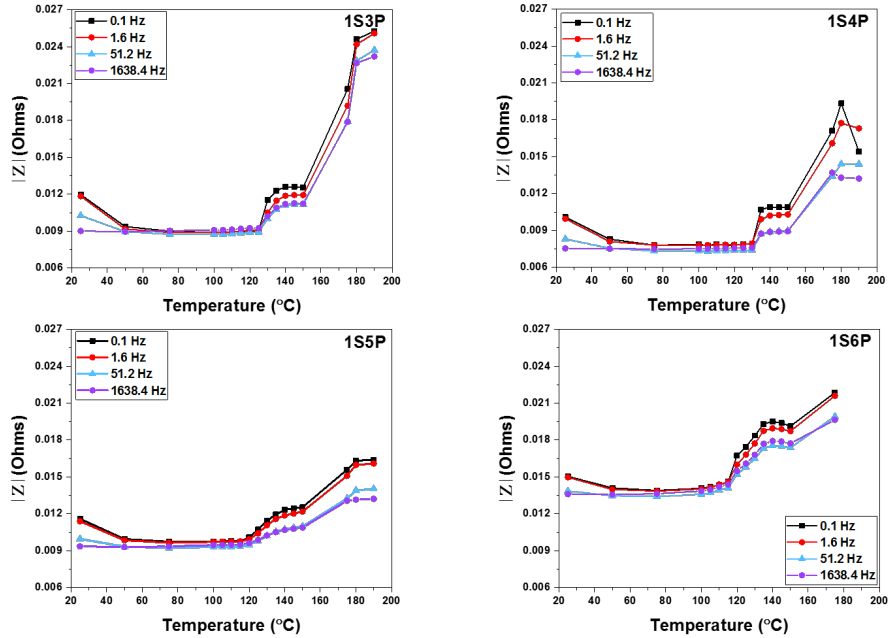 1S3P
0.1 Hz
1.6 Hz
51.2 Hz
1638.4 Hz
|Z| (Ohms)
0.027
0.024
0.021
0.018
0.015
0.012
0.009
0.006
20 40 60 80 100 120 140 160 180 200
Temperature (°C)
1S4P
0.1 Hz
1.6 Hz
51.2 Hz
1638.4 Hz
|Z| (Ohms)
0.027
0.024
0.021
0.018
0.015
0.012
0.009
0.006
20 40 60 80 100 120 140 160 180 200
Temperature (°C)
1S5P
0.1 Hz
1.6 Hz
51.2 Hz
1638.4 Hz
|Z| (Ohms)
0.027
0.024
0.021
0.018
0.015
0.012
0.009
0.006
20 40 60 80 100 120 140 160 180 200
Temperature (°C)
1S6P
|Z| (Ohms)
0.027
0.024
0.021
0.018
0.015
0.012
0.009
0.006
0.1 Hz
1.6 Hz
51.2 Hz
1638.4 Hz
20 40 60 80 100 120 140 160 180 200
Temperature (°C)